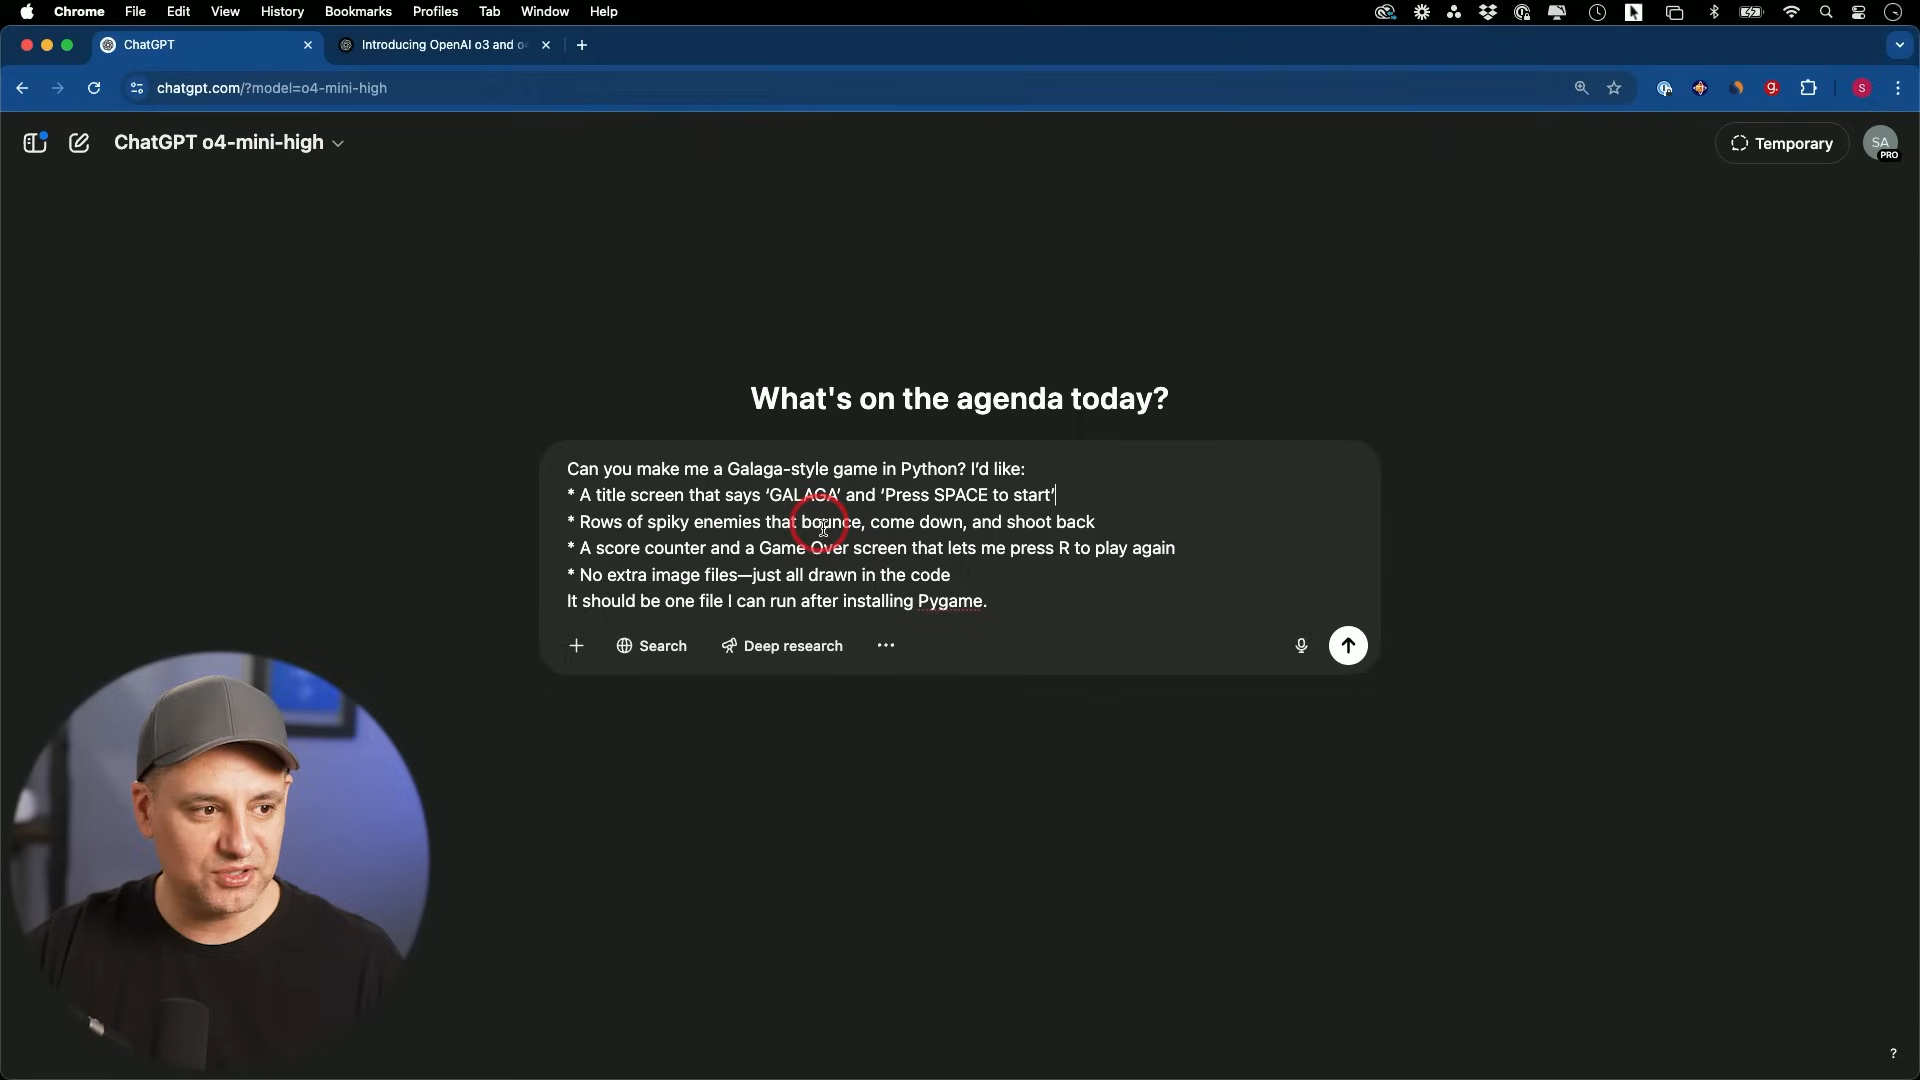 Chrome File Edit View History Bookmarks Profiles Tab Window Help
ChatGPT
Introducing OpenAI o3 and
chatgpt.com/?model=o4-mini-high
g.
S
ChatGPT o4-mini-high
Temporary
SA
PRO
What's on the agenda today?
Can you make me a Galaga-style game in Python? I’d like:
* A title screen that says ‘GALAGA’ and ‘Press SPACE to start’
* Rows of spiky enemies that bounce, come down, and shoot back
* A score counter and a Game Over screen that lets me press R to play again
* No extra image files—just all drawn in the code
It should be one file I can run after installing Pygame.
Search
Deep research
?